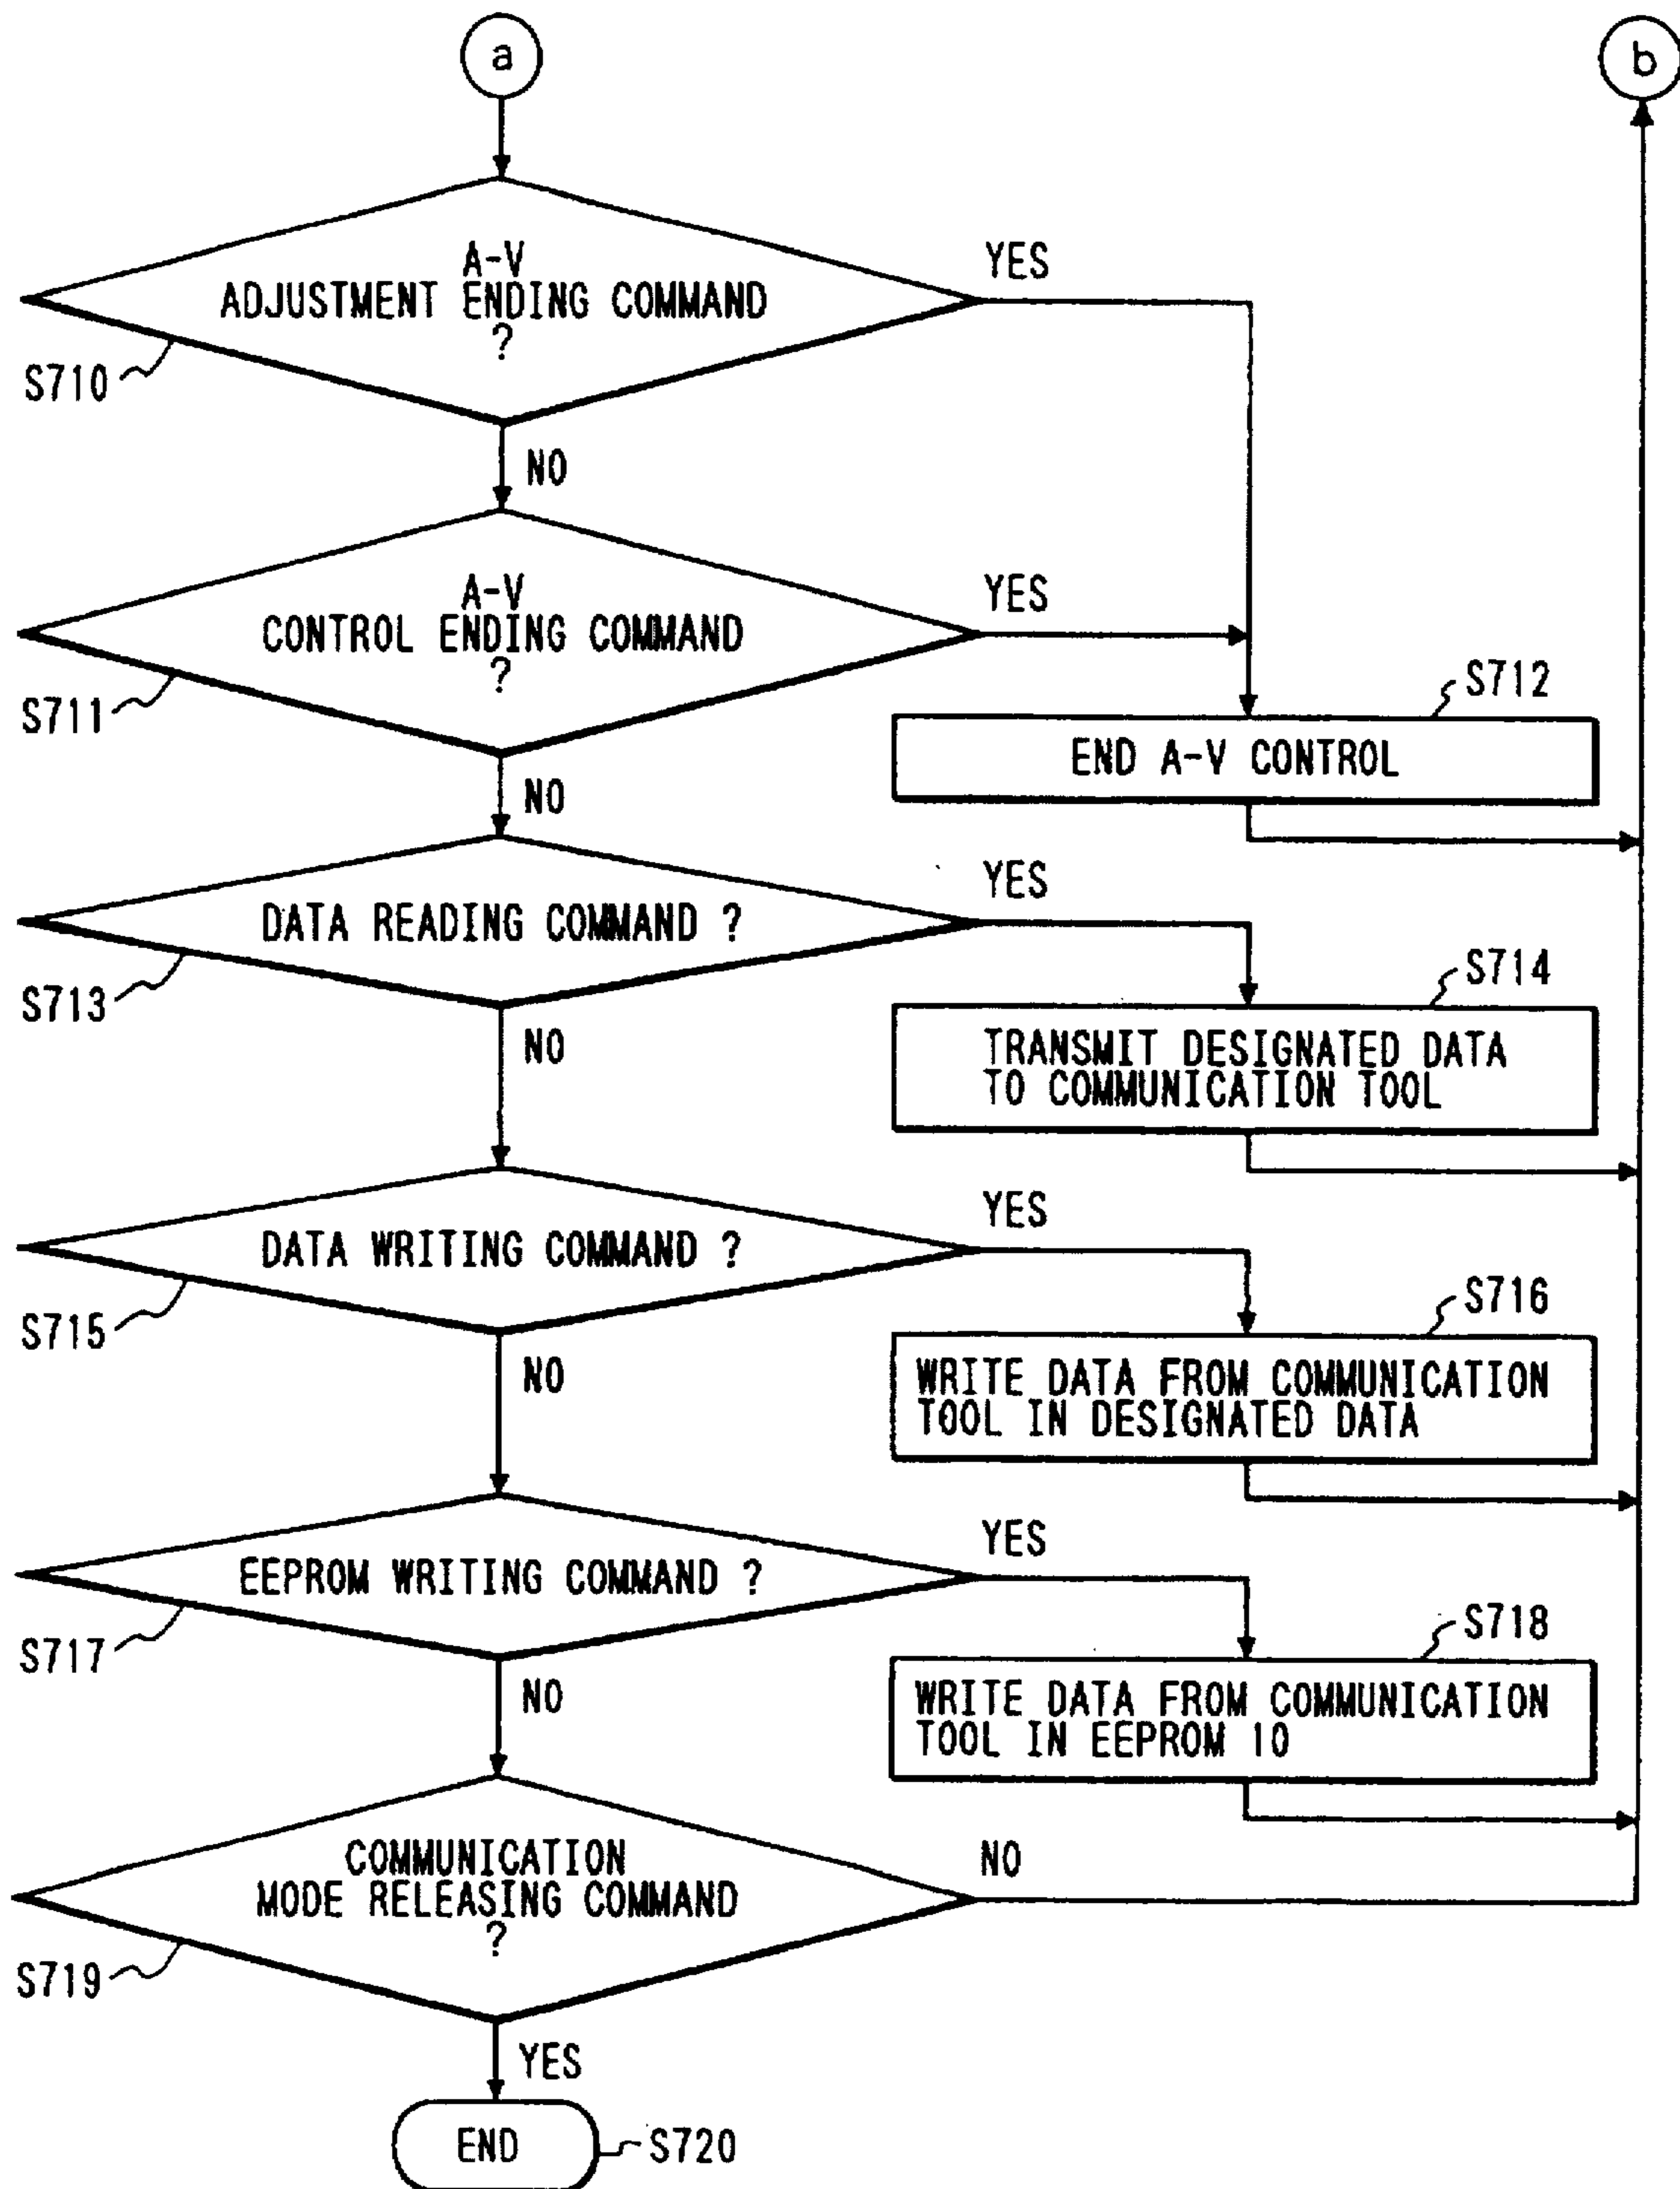 a
b
A-V
ADJUSTMENT ENDING COMMAND
?
YES
S710
NO
A-V
CONTROL ENDING COMMAND
?
YES
S711
S712
END A-V CONTROL
NO
DATA READING COMMAND ?
YES
S713
S714
TRANSMIT DESIGNATED DATA
TO COMMUNICATION TOOL
NO
DATA WRITING COMMAND ?
YES
S715
S716
WRITE DATA FROM COMMUNICATION
TOOL IN DESIGNATED DATA
NO
EEPROM WRITING COMMAND ?
YES
S717
S718
WRITE DATA FROM COMMUNICATION
TOOL IN EEPROM 10
NO
COMMUNICATION
MODE RELEASING COMMAND
?
NO
S719
YES
END
S720